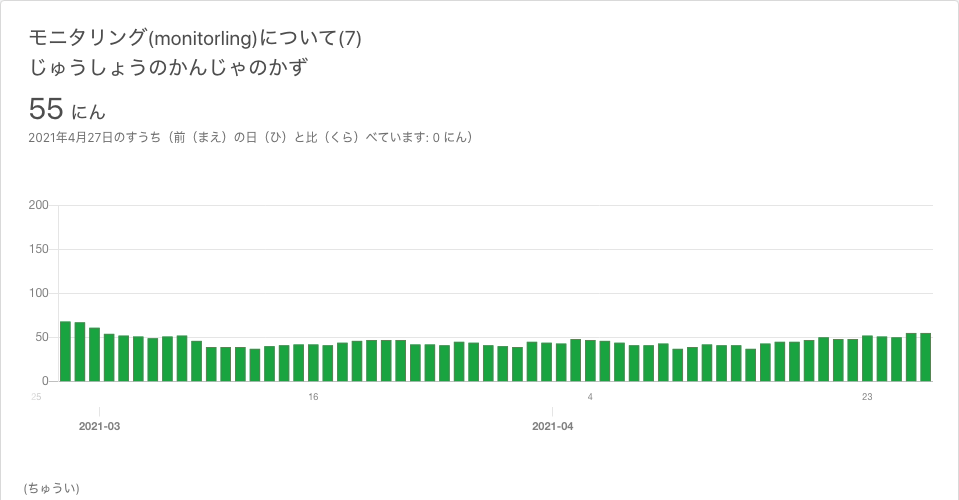 モニタリング(monitorling)について(7)
じゅうしょうのかんじゃのかず
55 にん
2021年4月27日のすうち（前（まえ）の日（ひ）と比（くら）べています: 0 にん）
200
150
100
50
0
25 16 4 23
2021-03 2021-04
(ちゅうい)